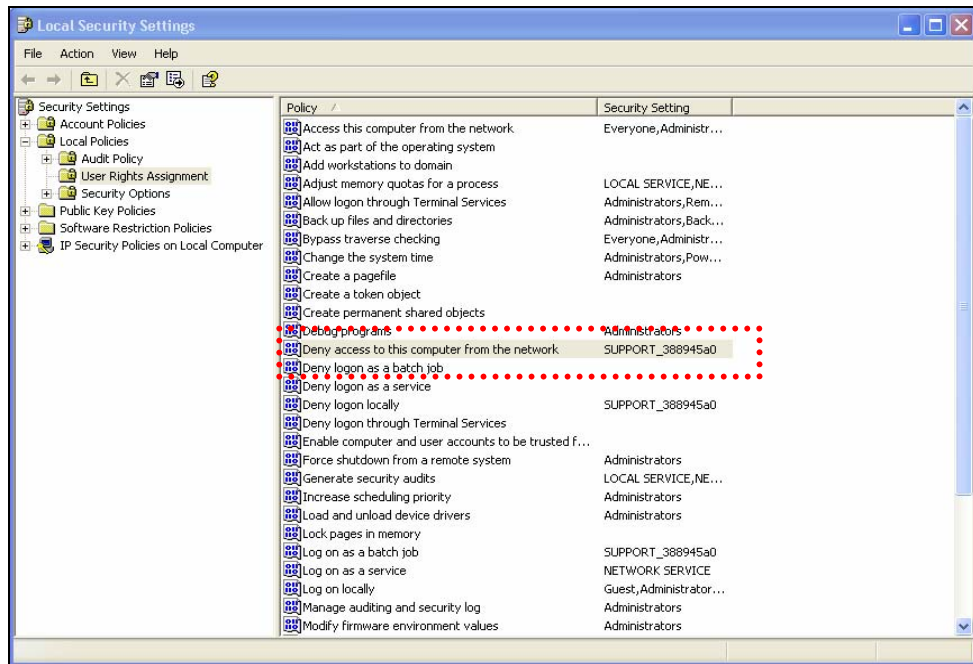 Local Security Settings
File Action View Help
Security Settings
Account Policies
Local Policies
Audit Policy
User Rights Assignment
Security Options
Public Key Policies
Software Restriction Policies
IP Security Policies on Local Computer
Policy Security Setting
Access this computer from the network Everyone,Administr...
Act as part of the operating system
Add workstations to domain
Adjust memory quotas for a process LOCAL SERVICE,NE...
Allow logon through Terminal Services Administrators,Rem...
Back up files and directories Administrators,Back...
Bypass traverse checking Everyone,Administr...
Change the system time Administrators,Pow...
Create a pagefile Administrators
Create a token object
Create permanent shared objects
Debug programs Administrators
Deny access to this computer from the network SUPPORT_388945a0
Deny logon as a batch job
Deny logon as a service
Deny logon locally SUPPORT_388945a0
Deny logon through Terminal Services
Enable computer and user accounts to be trusted f...
Force shutdown from a remote system Administrators
Generate security audits LOCAL SERVICE,NE...
Increase scheduling priority Administrators
Load and unload device drivers Administrators
Lock pages in memory
Log on as a batch job SUPPORT_388945a0
Log on as a service NETWORK SERVICE
Log on locally Guest,Administrator...
Manage auditing and security log Administrators
Modify firmware environment values Administrators